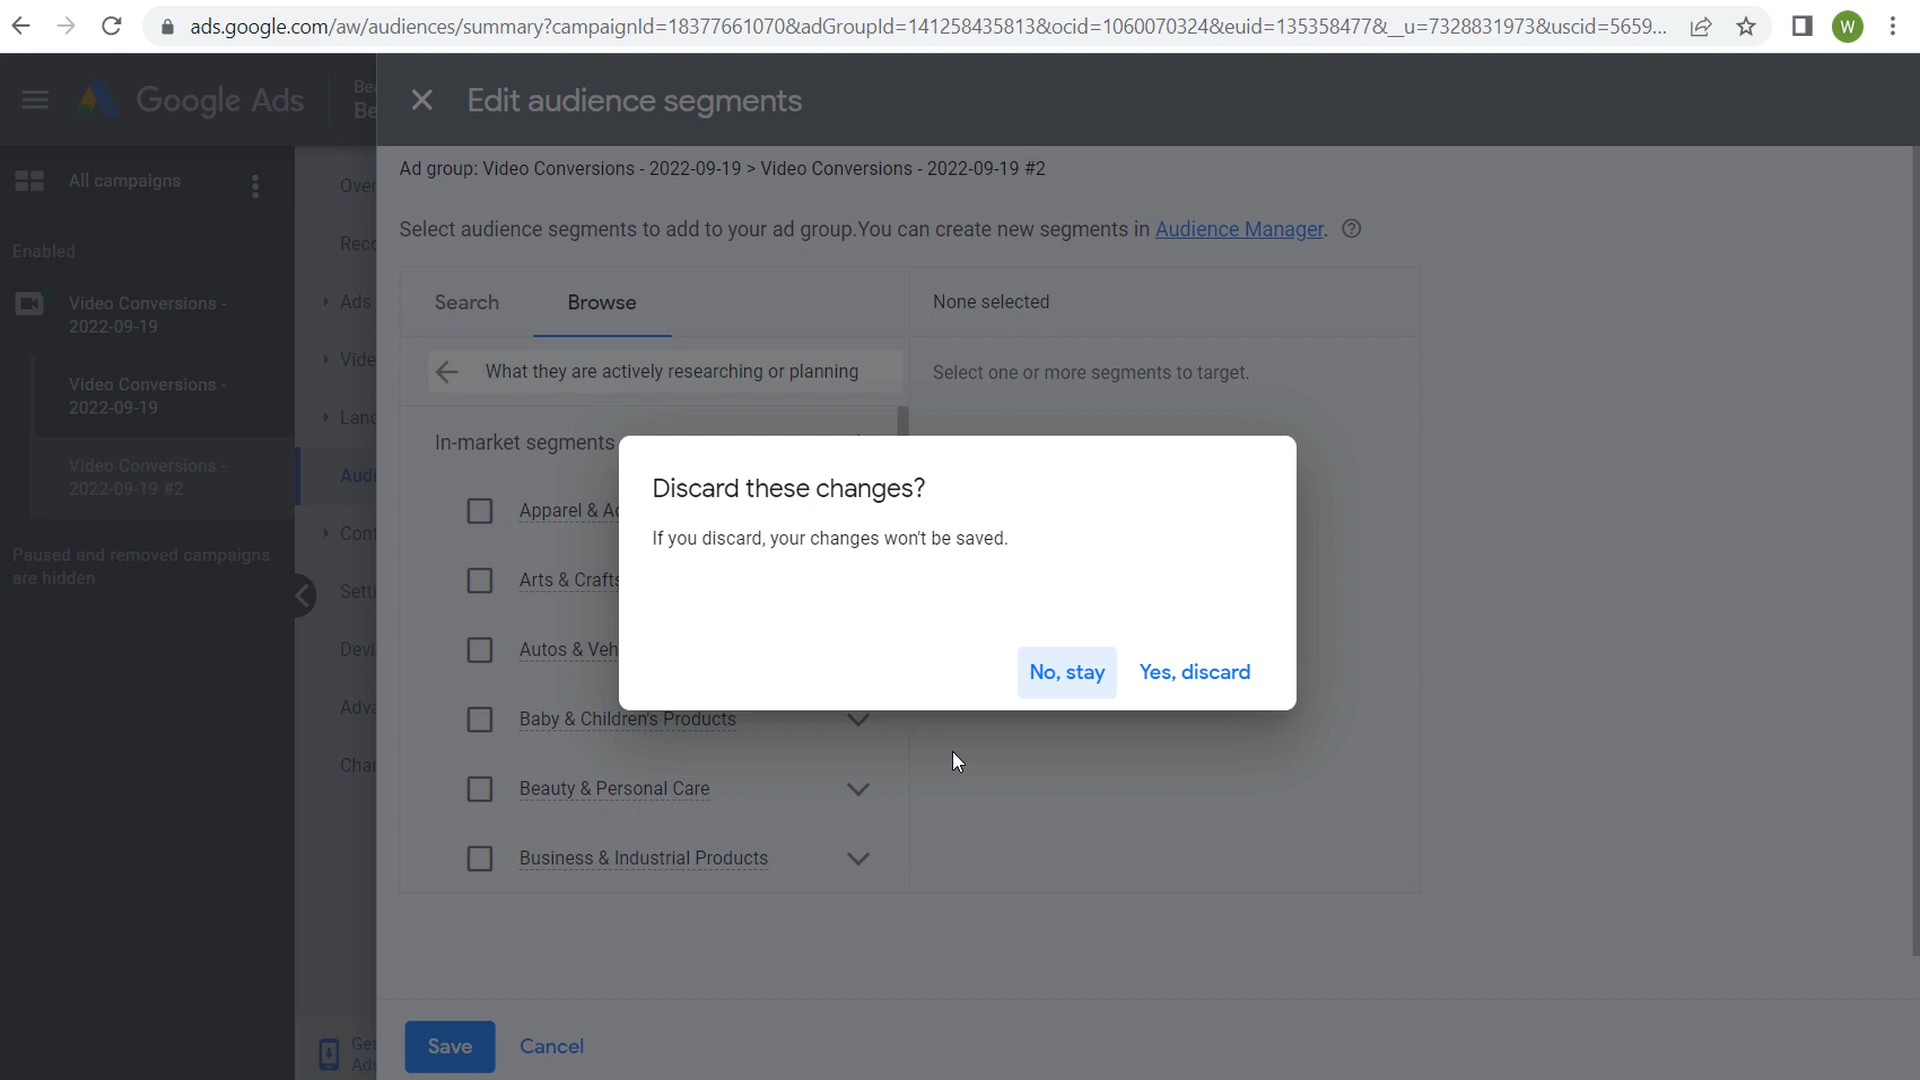 ads.google.com/aw/audiences/summary?campaignId=18377661070&adGroupId=141258435813&ocid=1060070324&euid=135358477&__u=7328831973&uscid=5659...
W
Google Ads
Bea
Be
Edit audience segments
Ad group: Video Conversions - 2022-09-19 > Video Conversions - 2022-09-19 #2
All campaigns
Over
Select audience segments to add to your ad group.You can create new segments in Audience Manager.
Reco
Enabled
Video Conversions -
2022-09-19
Ads
Search
Browse
None selected
Vide
What they are actively researching or planning
Select one or more segments to target.
Video Conversions -
2022-09-19
Land
In-market segments
Video Conversions -
2022-09-19 #2
Audi
Discard these changes?
If you discard, your changes won't be saved.
No, stay
Yes, discard
Apparel & Ac
Cont
Paused and removed campaigns
are hidden
Arts & Crafts
Setti
Autos & Veh
Devi
Baby & Children's Products
Adva
Chan
Beauty & Personal Care
Business & Industrial Products
Get
Ads
Save
Cancel